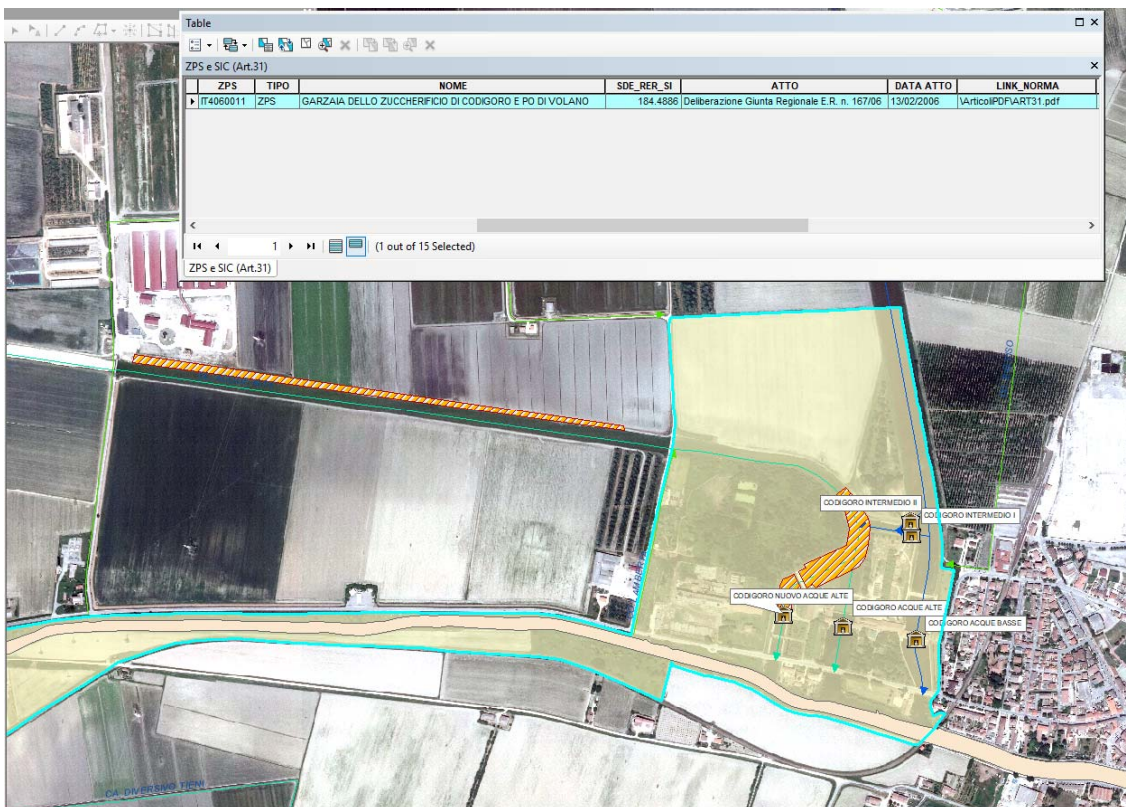 Table
ZPS e SIC (Art.31)
ZPS TIPO NOME SDE_RER_SI ATTO DATA ATTO LINK_NORMA
IT4060011 ZPS GARZAIA DELLO ZUCCHERIFICIO DI CODIGORO E PO DI VOLANO 184.4886 Deliberazione Giunta Regionale E.R. n. 167/06 13/02/2006 \ArticoliPDF\ART31.pdf
1 (1 out of 15 Selected)
ZPS e SIC (Art.31)
CODIGORO INTERMEDIO II
CODIGORO INTERMEDIO I
CODIGORO NUOVO ACQUE ALTE
CODIGORO ACQUE ALTE
CODIGORO ACQUE BASSE
CA DIVERSIVO TIENI